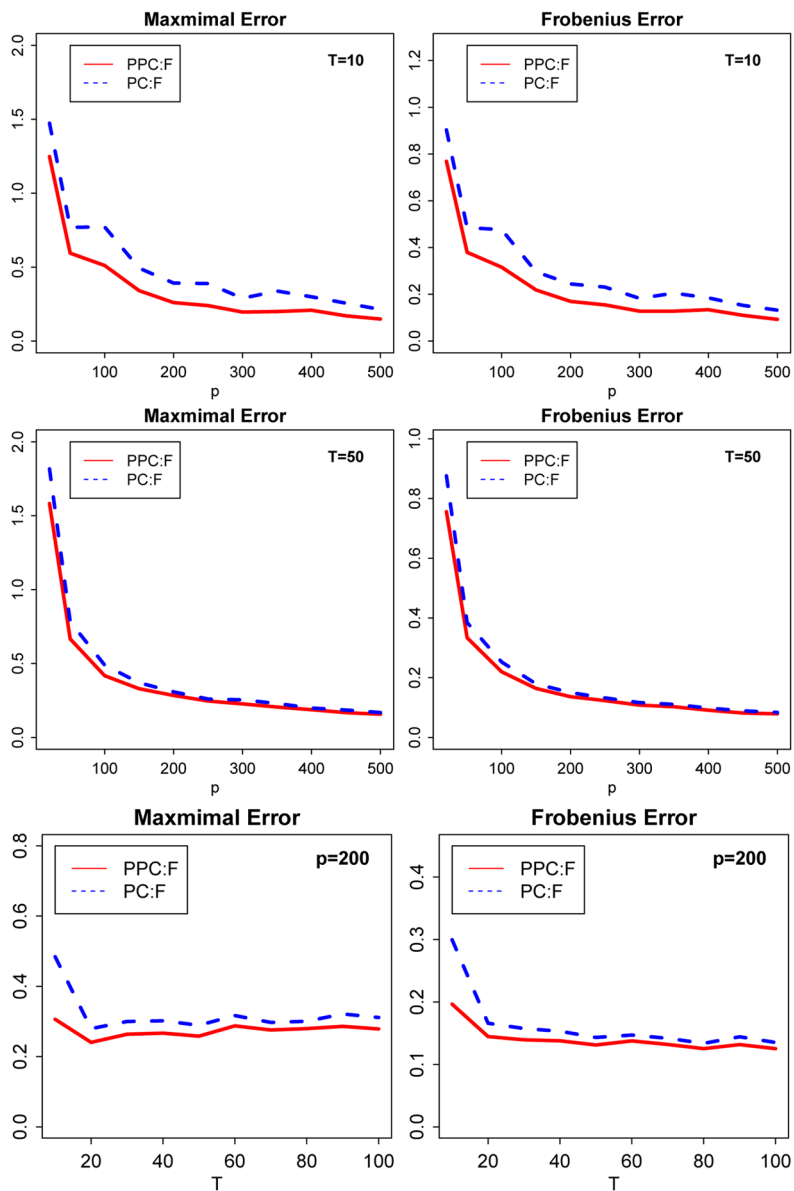 Maxmimal Error
PPC:F
PC:F
T=10
0.0
0.5
1.0
1.5
2.0
100
200
300
400
500
p
Frobenius Error
PPC:F
PC:F
T=10
0.0
0.2
0.4
0.6
0.8
1.0
1.2
100
200
300
400
500
p
Maxmimal Error
PPC:F
PC:F
T=50
0.0
0.5
1.0
1.5
2.0
100
200
300
400
500
p
Frobenius Error
PPC:F
PC:F
T=50
0.0
0.2
0.4
0.6
0.8
1.0
100
200
300
400
500
p
Maxmimal Error
PPC:F
PC:F
p=200
0.0
0.2
0.4
0.6
0.8
20
40
60
80
100
T
Frobenius Error
PPC:F
PC:F
p=200
0.0
0.1
0.2
0.3
0.4
20
40
60
80
100
T